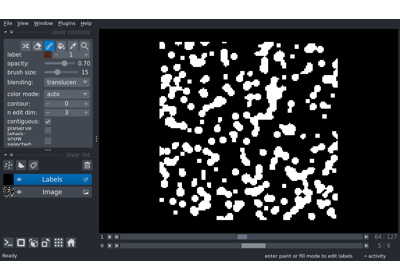 File View Window Plugins Help
layer controls
label: 1
opacity: 0.70
brush size: 15
blending: translucen
color mode: auto
contour: 0
n edit dim: 3
contiguous:
preserve labels:
show selected:
layer list
Labels
Image
1 64 127
0 5 9
Ready enter paint or fill mode to edit labels activity